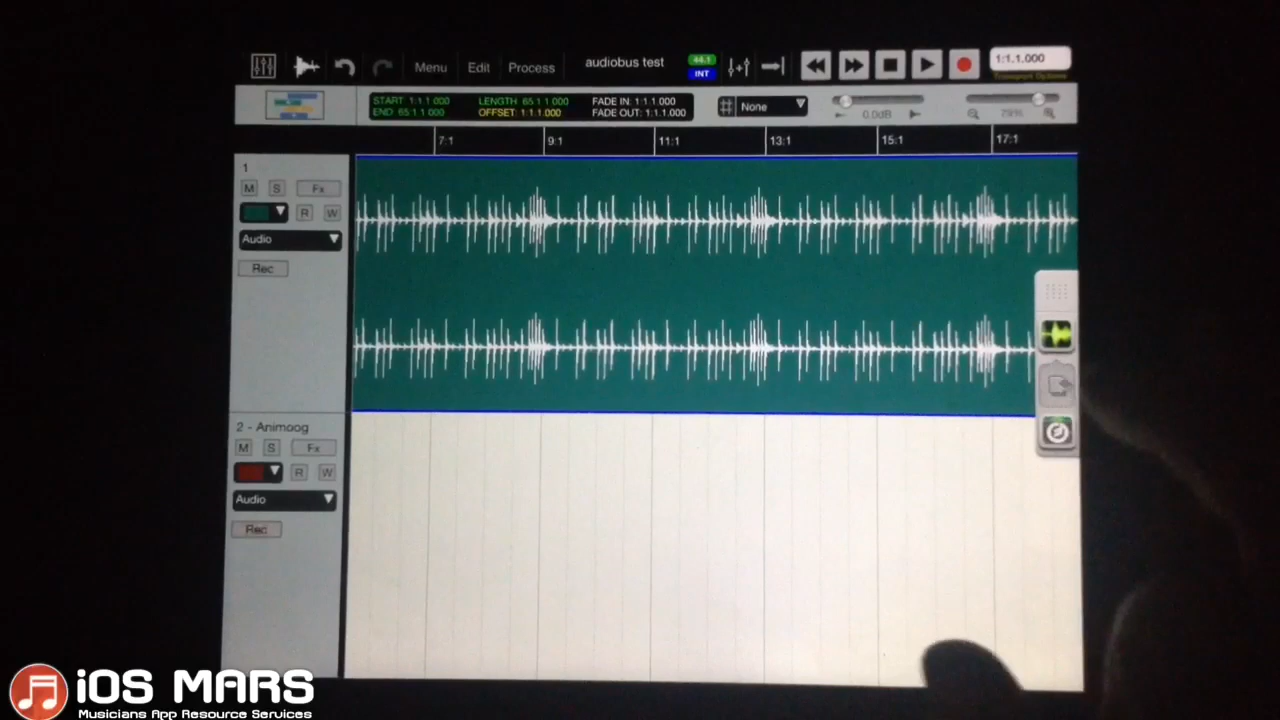 Menu Edit Process audiobus test 44.1 INT 1:1.1.000
Transport Options
START 1:1 1 000 LENGTH 65 1 1 000 FADE IN: 1:1.1.000
END 65 1 1 000 OFFSET: 1:1.1.000 FADE OUT: 1:1.1.000
None 0.0dB 79%
7:1 9:1 11:1 13:1 15:1 17:1
1
M S Fx
R W
Audio
Rec
2 - Animoog
M S Fx
R W
Audio
Rec
iOS MARS
Musicians App Resource Services